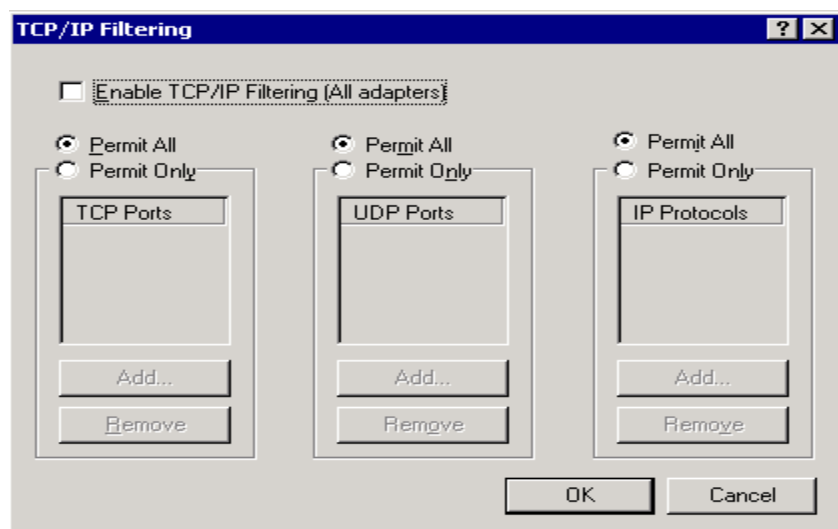 TCP/IP Filtering
Enable TCP/IP Filtering (All adapters)
Permit All
Permit Only
TCP Ports
Add...
Remove
Permit All
Permit Only
UDP Ports
Add...
Remove
Permit All
Permit Only
IP Protocols
Add...
Remove
OK
Cancel